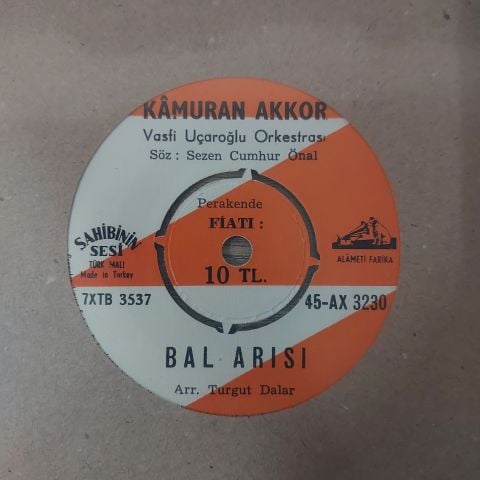 KÂMURAN AKKOR
Vasfi Uçaroğlu Orkestrası
Söz : Sezen Cumhur Önal
Perakende
FİATI :
10 TL.
SAHİBİNİN
SESİ
TÜRK MALI
Made in Turkey
ALÂMETİ FARİKA
7XTB 3537
45-AX 3230
BAL ARISI
Arr. Turgut Dalar